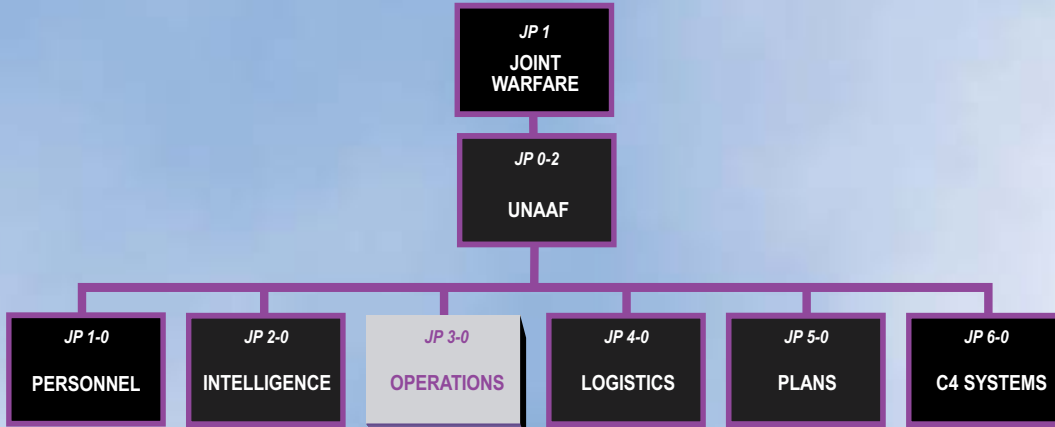 JP 1
JOINT
WARFARE
JP 0-2
UNAAF
JP 1-0
PERSONNEL
JP 2-0
INTELLIGENCE
JP 3-0
OPERATIONS
JP 4-0
LOGISTICS
JP 5-0
PLANS
JP 6-0
C4 SYSTEMS